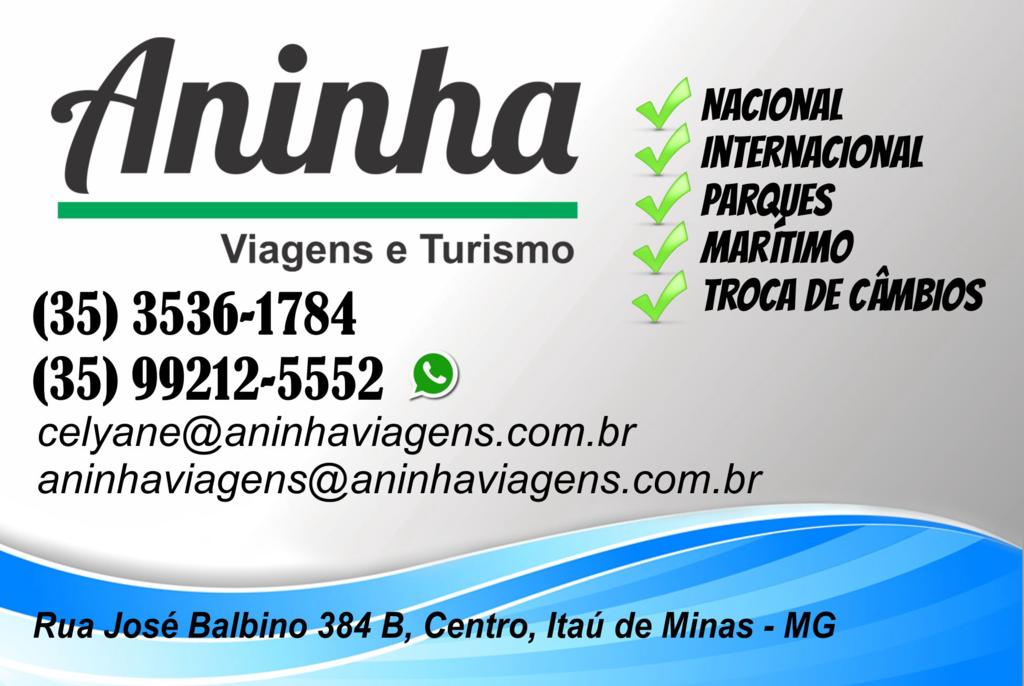 Aninha
Viagens e Turismo
(35) 3536-1784
(35) 99212-5552
celyane@aninhaviagens.com.br
aninhaviagens@aninhaviagens.com.br
NACIONAL
INTERNACIONAL
PARQUES
MARÍTIMO
TROCA DE CÂMBIOS
Rua José Balbino 384 B, Centro, Itaú de Minas - MG